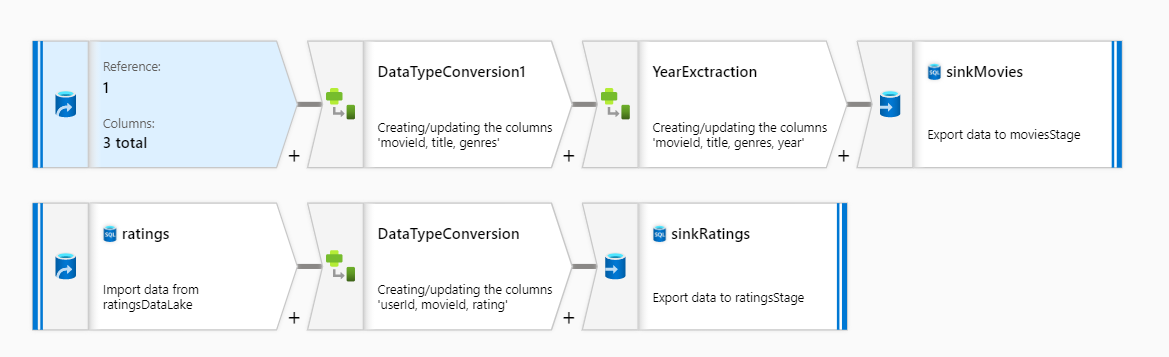 Reference:
1
Columns:
3 total
+
DataTypeConversion1
Creating/updating the columns
'movieId, title, genres'
+
YearExctraction
Creating/updating the columns
'movieId, title, genres, year'
+
SQL
sinkMovies
Export data to moviesStage
SQL
ratings
Import data from
ratingsDataLake
+
DataTypeConversion
Creating/updating the columns
'userId, movieId, rating'
+
SQL
sinkRatings
Export data to ratingsStage